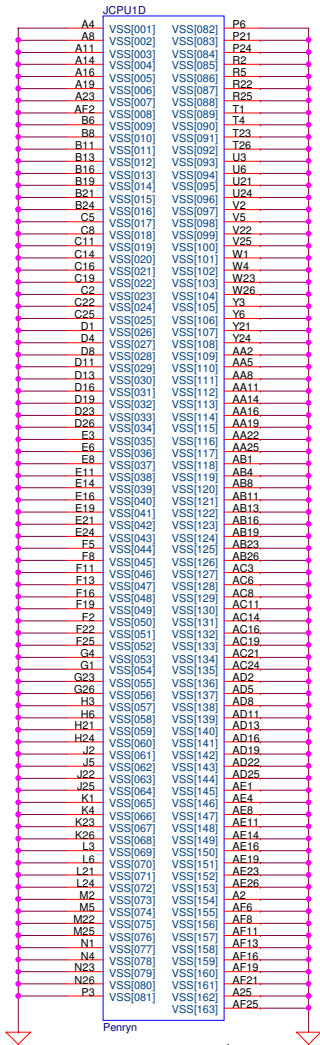 JCPU1D
A4 VSS[001] VSS[082] P6
A8 VSS[002] VSS[083] P21
A11 VSS[003] VSS[084] P24
A14 VSS[004] VSS[085] R2
A16 VSS[005] VSS[086] R5
A19 VSS[006] VSS[087] R22
A23 VSS[007] VSS[088] R25
AF2 VSS[008] VSS[089] T1
B6 VSS[009] VSS[090] T4
B8 VSS[010] VSS[091] T23
B11 VSS[011] VSS[092] T26
B13 VSS[012] VSS[093] U3
B16 VSS[013] VSS[094] U6
B19 VSS[014] VSS[095] U21
B21 VSS[015] VSS[096] U24
B24 VSS[016] VSS[097] V2
C5 VSS[017] VSS[098] V5
C8 VSS[018] VSS[099] V22
C11 VSS[019] VSS[100] V25
C14 VSS[020] VSS[101] W1
C16 VSS[021] VSS[102] W4
C19 VSS[022] VSS[103] W23
C2 VSS[023] VSS[104] W26
C22 VSS[024] VSS[105] Y3
C25 VSS[025] VSS[106] Y6
D1 VSS[026] VSS[107] Y21
D4 VSS[027] VSS[108] Y24
D8 VSS[028] VSS[109] AA2
D11 VSS[029] VSS[110] AA5
D13 VSS[030] VSS[111] AA8
D16 VSS[031] VSS[112] AA11
D19 VSS[032] VSS[113] AA14
D23 VSS[033] VSS[114] AA16
D26 VSS[034] VSS[115] AA19
E3 VSS[035] VSS[116] AA22
E6 VSS[036] VSS[117] AA25
E8 VSS[037] VSS[118] AB1
E11 VSS[038] VSS[119] AB4
E14 VSS[039] VSS[120] AB8
E16 VSS[040] VSS[121] AB11
E19 VSS[041] VSS[122] AB13
E21 VSS[042] VSS[123] AB16
E24 VSS[043] VSS[124] AB19
F5 VSS[044] VSS[125] AB23
F8 VSS[045] VSS[126] AB26
F11 VSS[046] VSS[127] AC3
F13 VSS[047] VSS[128] AC6
F16 VSS[048] VSS[129] AC8
F19 VSS[049] VSS[130] AC11
F2 VSS[050] VSS[131] AC14
F22 VSS[051] VSS[132] AC16
F25 VSS[052] VSS[133] AC19
G4 VSS[053] VSS[134] AC21
G1 VSS[054] VSS[135] AC24
G23 VSS[055] VSS[136] AD2
G26 VSS[056] VSS[137] AD5
H3 VSS[057] VSS[138] AD8
H6 VSS[058] VSS[139] AD11
H21 VSS[059] VSS[140] AD13
H24 VSS[060] VSS[141] AD16
J2 VSS[061] VSS[142] AD19
J5 VSS[062] VSS[143] AD22
J22 VSS[063] VSS[144] AD25
J25 VSS[064] VSS[145] AE1
K1 VSS[065] VSS[146] AE4
K4 VSS[066] VSS[147] AE8
K23 VSS[067] VSS[148] AE11
K26 VSS[068] VSS[149] AE14
L3 VSS[069] VSS[150] AE16
L6 VSS[070] VSS[151] AE19
L21 VSS[071] VSS[152] AE23
L24 VSS[072] VSS[153] AE26
M2 VSS[073] VSS[154] A2
M5 VSS[074] VSS[155] AF6
M22 VSS[075] VSS[156] AF8
M25 VSS[076] VSS[157] AF11
N1 VSS[077] VSS[158] AF13
N4 VSS[078] VSS[159] AF16
N23 VSS[079] VSS[160] AF19
N26 VSS[080] VSS[161] AF21
P3 VSS[081] VSS[162] A25
VSS[163] AF25
Penryn